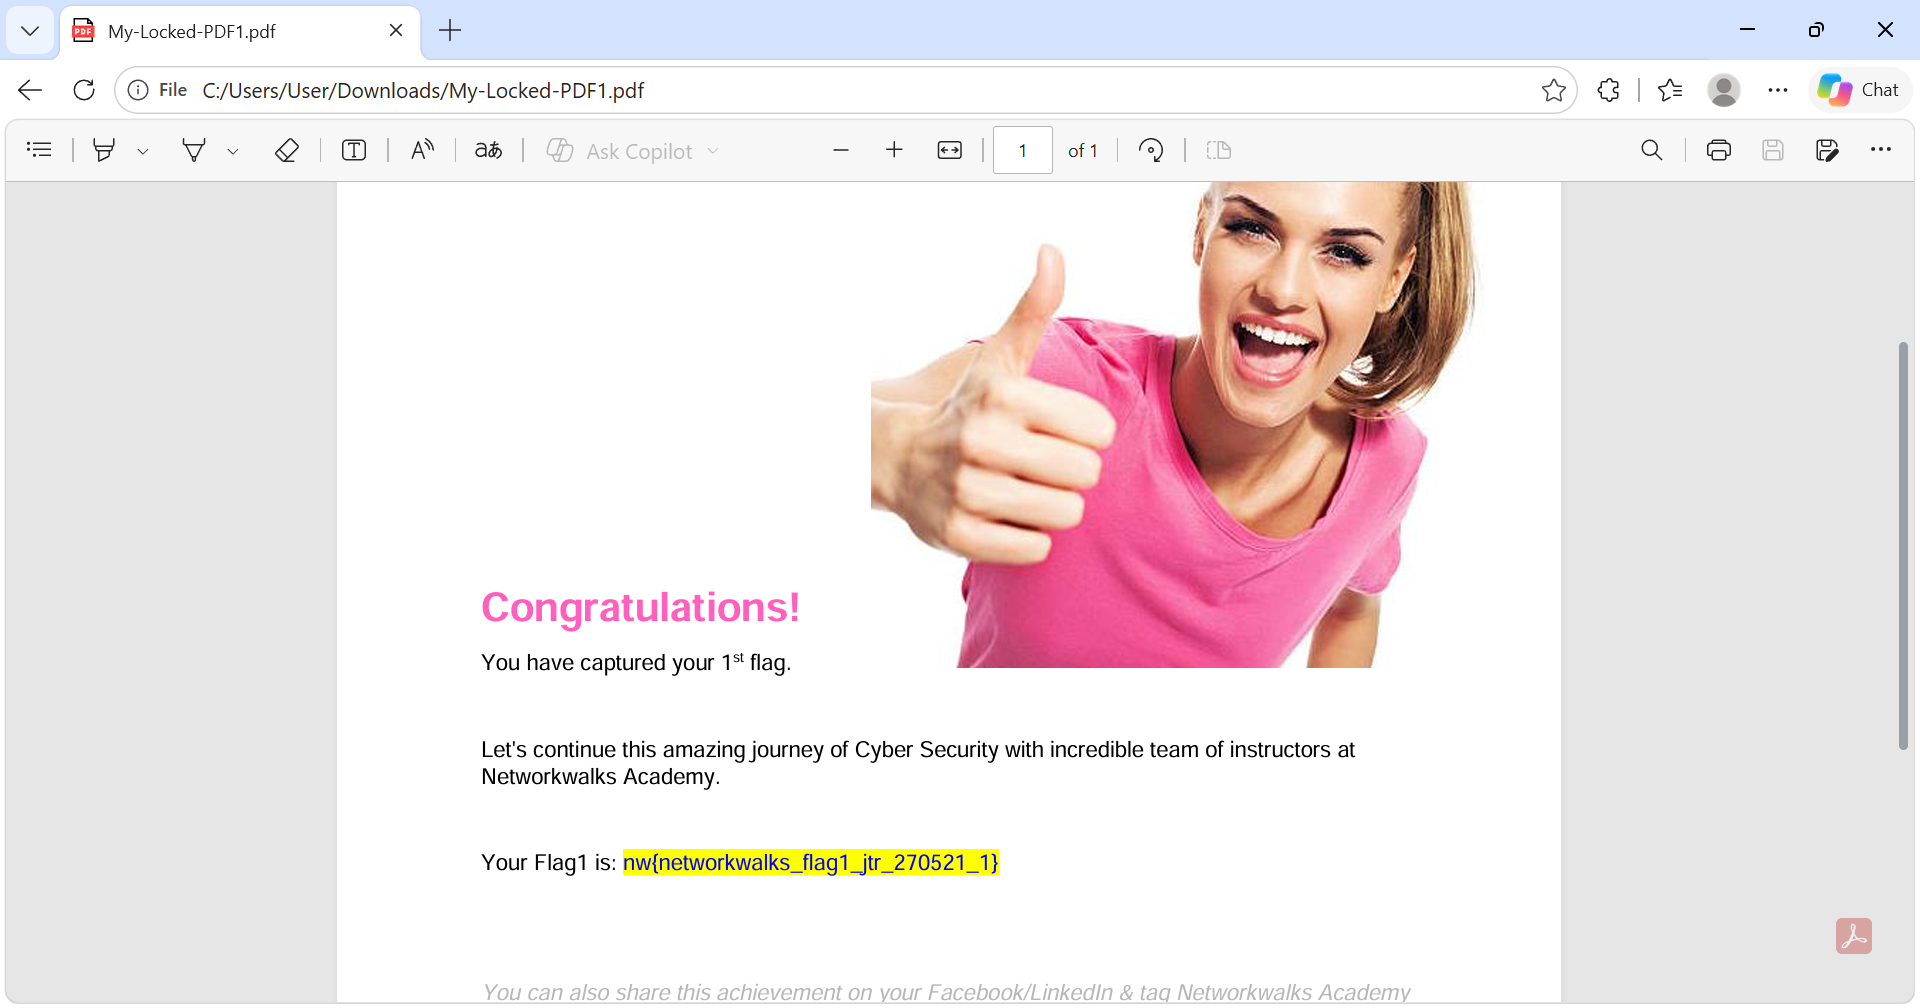 My-Locked-PDF1.pdf
File C:/Users/User/Downloads/My-Locked-PDF1.pdf
Chat
aあ Ask Copilot 1 of 1
Congratulations!
You have captured your 1st flag.
Let's continue this amazing journey of Cyber Security with incredible team of instructors at
Networkwalks Academy.
Your Flag1 is: nw{networkwalks_flag1_jtr_270521_1}
You can also share this achievement on your Facebook/LinkedIn & tag Networkwalks Academy